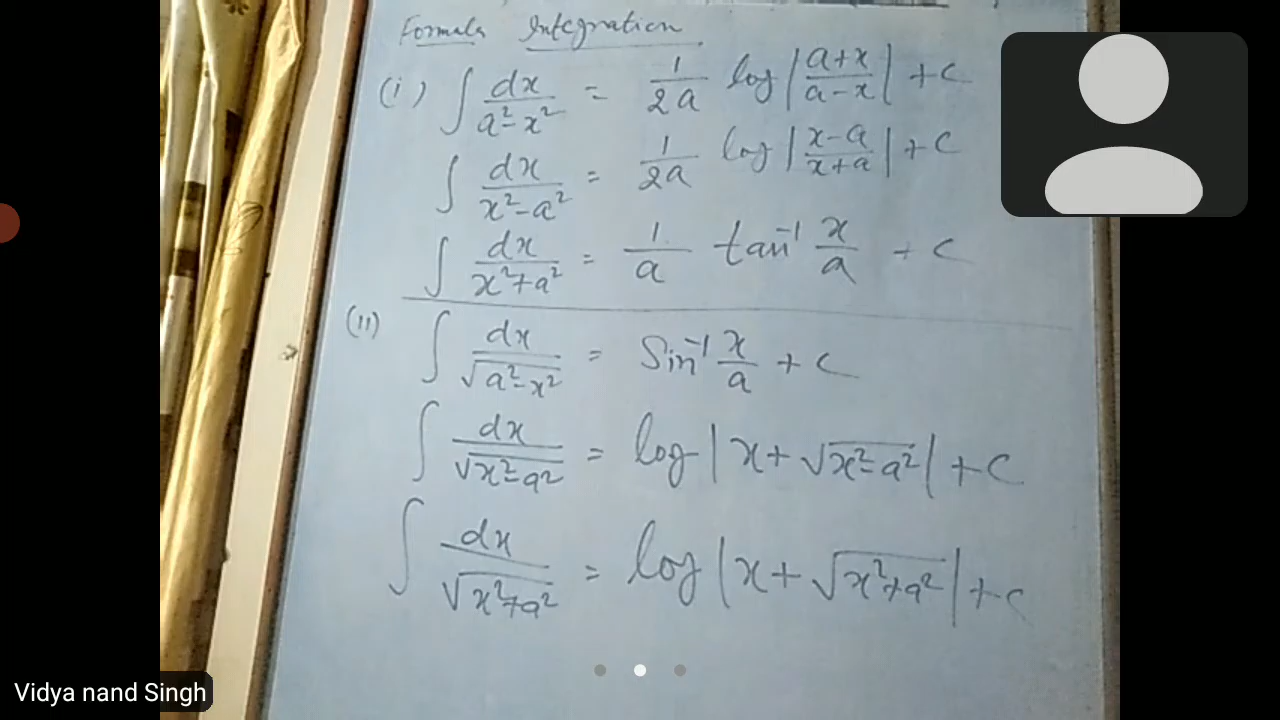 Formula Integration
(i) ∫ dx/(a²-x²) = 1/2a log|(a+x)/(a-x)| + c
∫ dx/(x²-a²) = 1/2a log|(x-a)/(x+a)| + c
∫ dx/(x²+a²) = 1/a tan⁻¹ x/a + c
(ii) ∫ dx/√(a²-x²) = Sin⁻¹ x/a + c
∫ dx/√(x²-a²) = log|x+√(x²-a²)| + c
∫ dx/√(x²+a²) = log|x+√(x²+a²)| + c
Vidya nand Singh